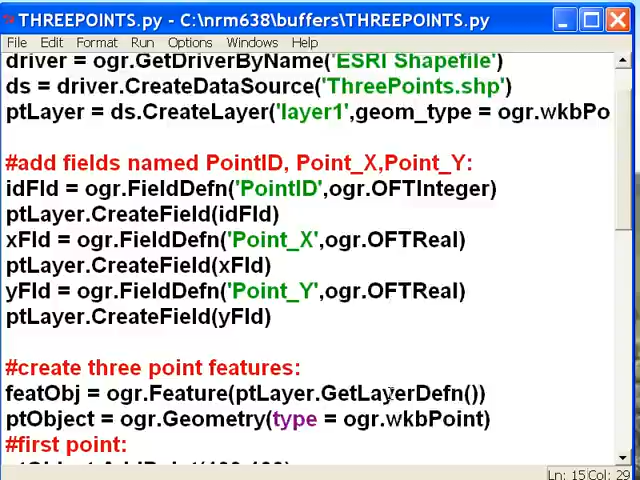 THREEPOINTS.py - C:\nrm638\buffers\THREEPOINTS.py
File Edit Format Run Options Windows Help
driver = ogr.GetDriverByName('ESRI Shapefile')
ds = driver.CreateDataSource('ThreePoints.shp')
ptLayer = ds.CreateLayer('layer1',geom_type = ogr.wkbPo
#add fields named PointID, Point_X,Point_Y:
idFld = ogr.FieldDefn('PointID',ogr.OFTInteger)
ptLayer.CreateField(idFld)
xFld = ogr.FieldDefn('Point_X',ogr.OFTReal)
ptLayer.CreateField(xFld)
yFld = ogr.FieldDefn('Point_Y',ogr.OFTReal)
ptLayer.CreateField(yFld)
#create three point features:
featObj = ogr.Feature(ptLayer.GetLayerDefn())
ptObject = ogr.Geometry(type = ogr.wkbPoint)
#first point:
Ln: 15 Col: 29